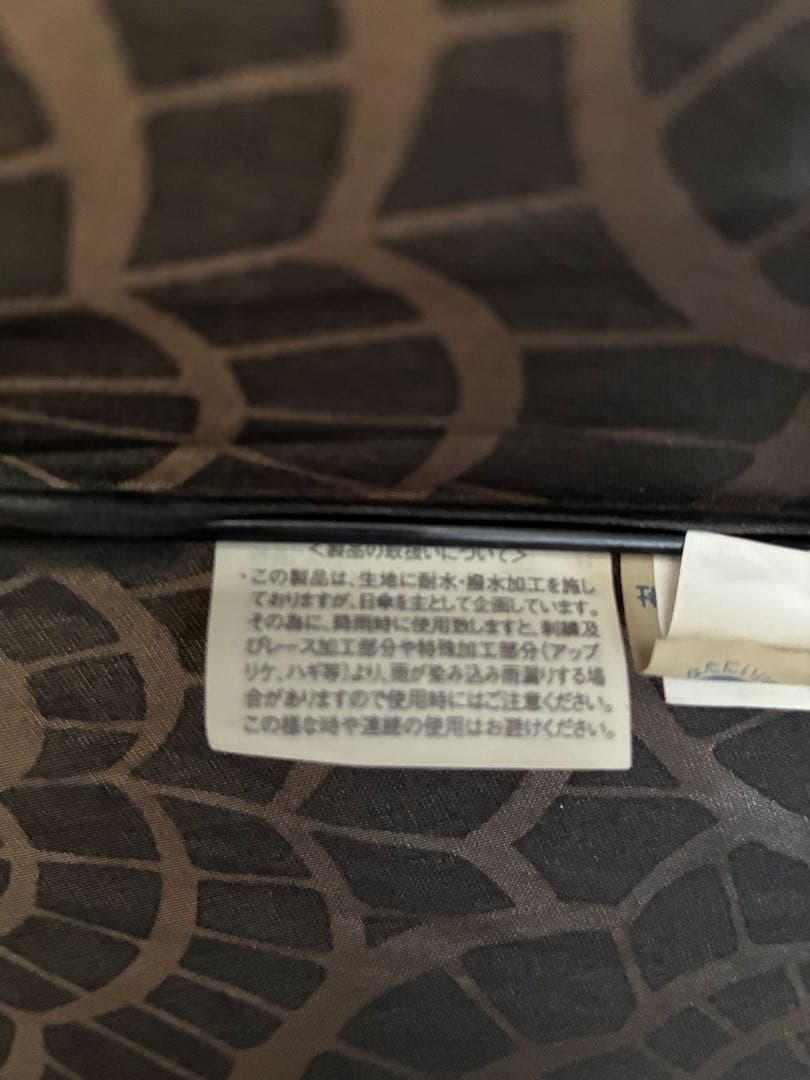 <製品の取扱いについて>
・この製品は、生地に耐水・撥水加工を施し
ておりますが、日傘を主として企画しています。
その為に、降雨時に使用致しますと、刺繍及
びレース加工部分や特殊加工部分(アップ
リケ、ハギ等)より、雨が染み込み雨漏りする場
合がありますので使用時にはご注意ください。
この様な時や連続の使用はお避けください。